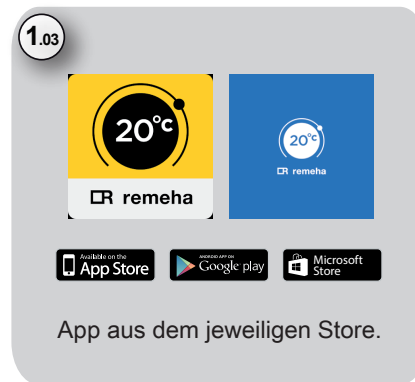 1.03
20°C
remeha
20°C
remeha
Available on the
App Store
ANDROID APP ON
Google play
Microsoft
Store
App aus dem jeweiligen Store.